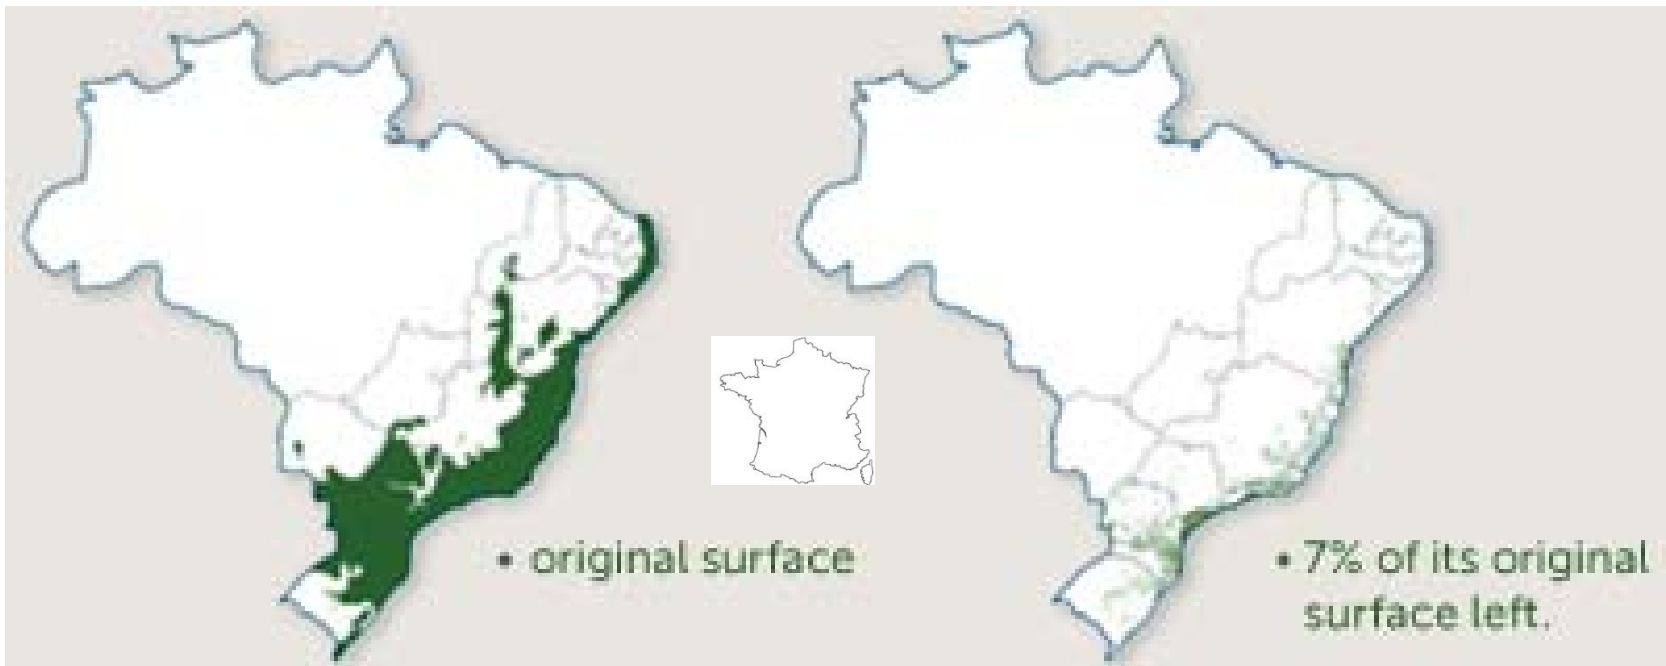 • original surface
• 7% of its original
surface left.